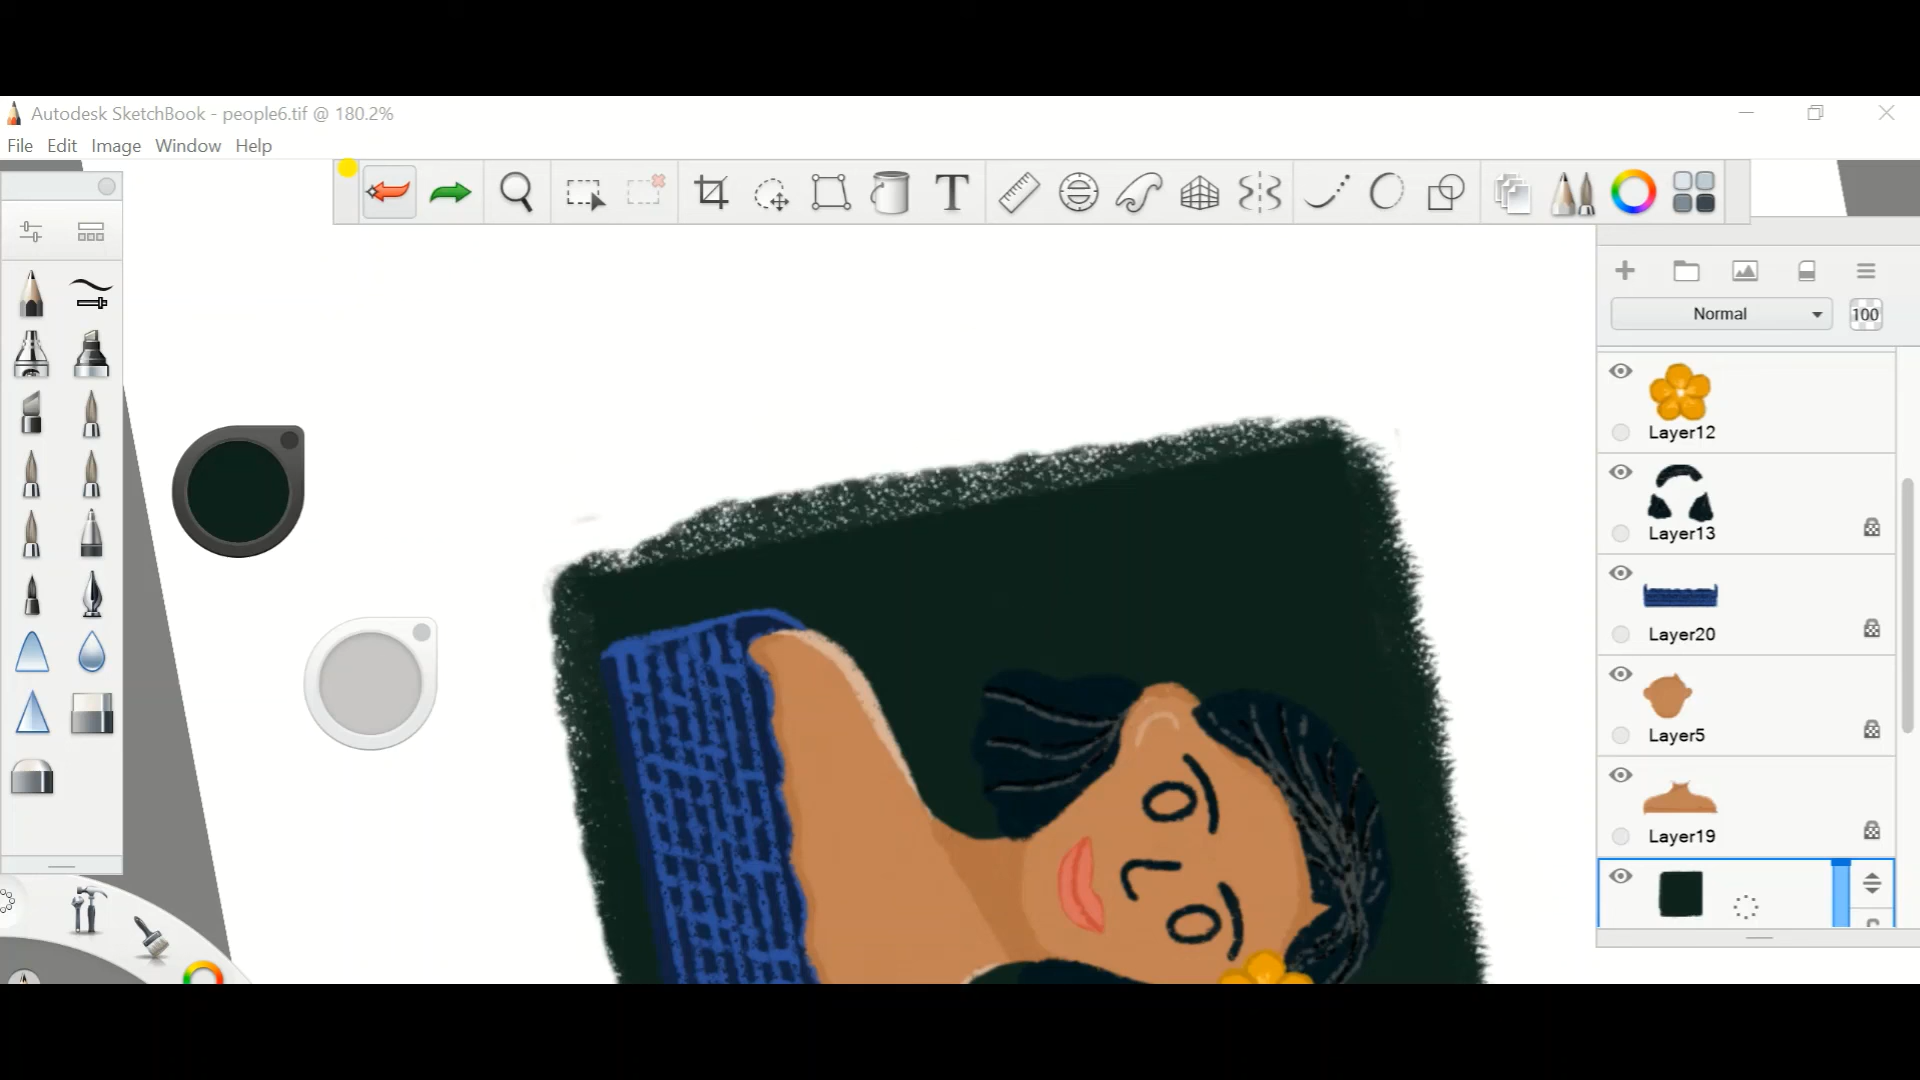 Autodesk SketchBook - people6.tif @ 180.2%
File Edit Image Window Help
T
Normal 100
Layer12
Layer13
Layer20
Layer5
Layer19